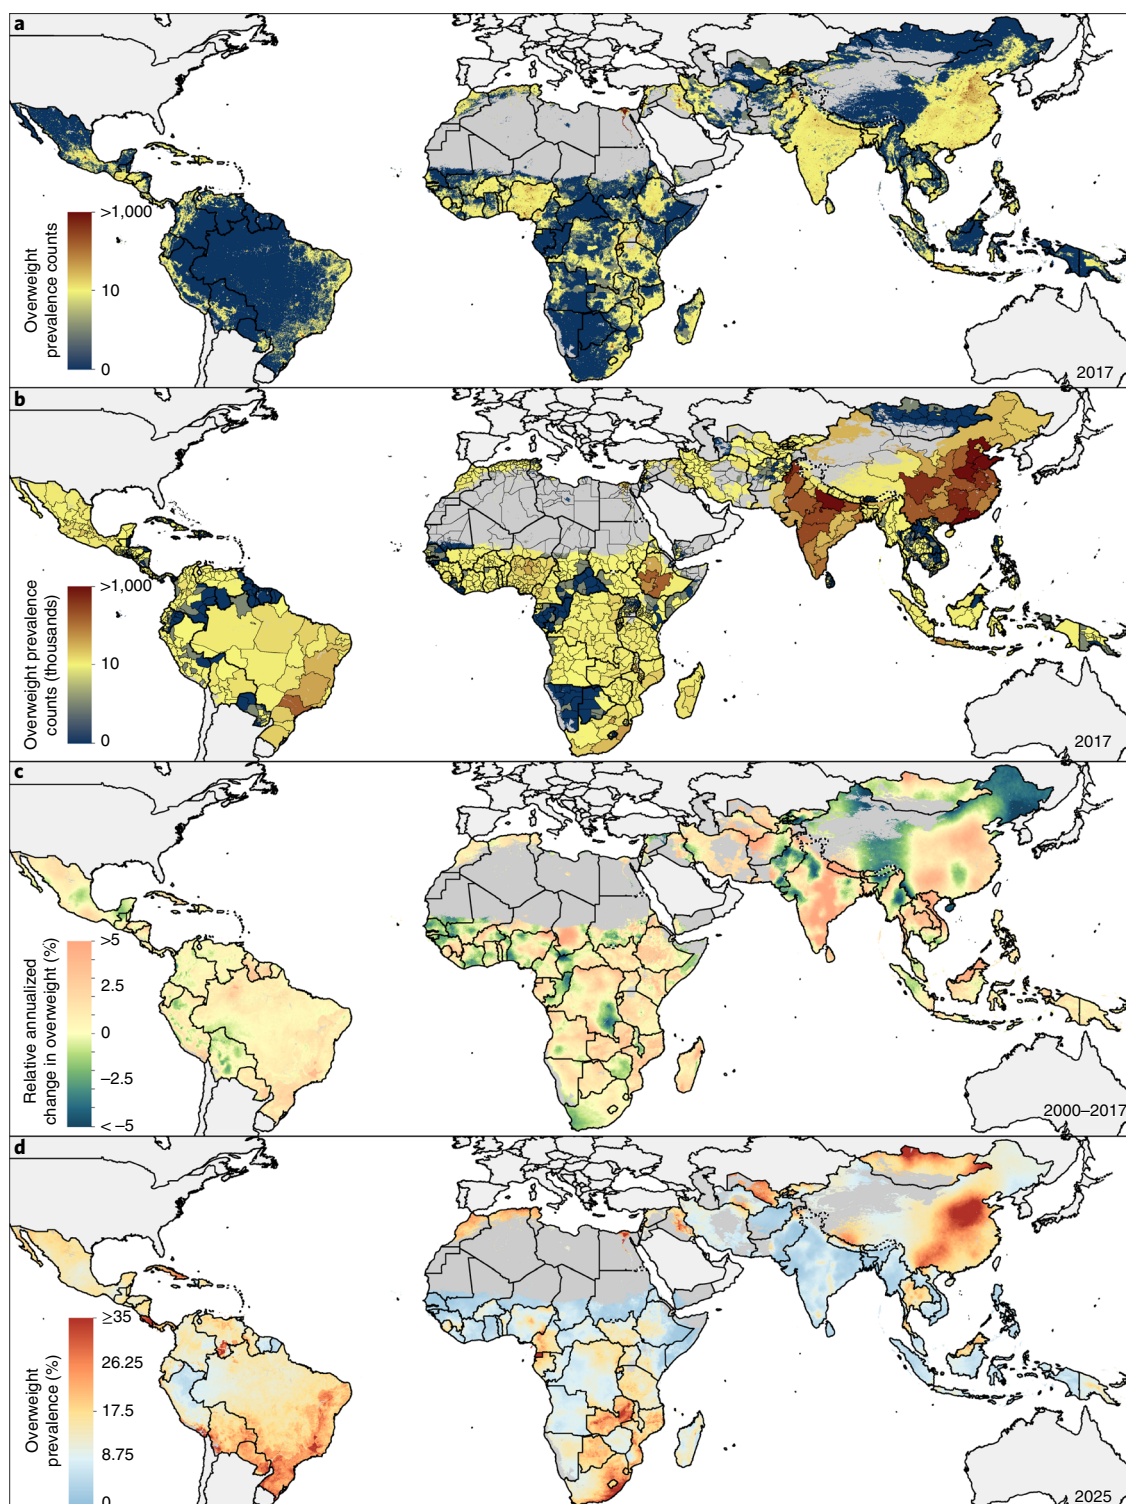 a
>1,000
Overweight
prevalence counts
10
0
2017
b
>1,000
Overweight prevalence
counts (thousands)
10
0
2017
c
>5
Relative annualized
change in overweight (%)
2.5
0
–2.5
< –5
2000–2017
d
≥35
Overweight
prevalence (%)
26.25
17.5
8.75
0
2025